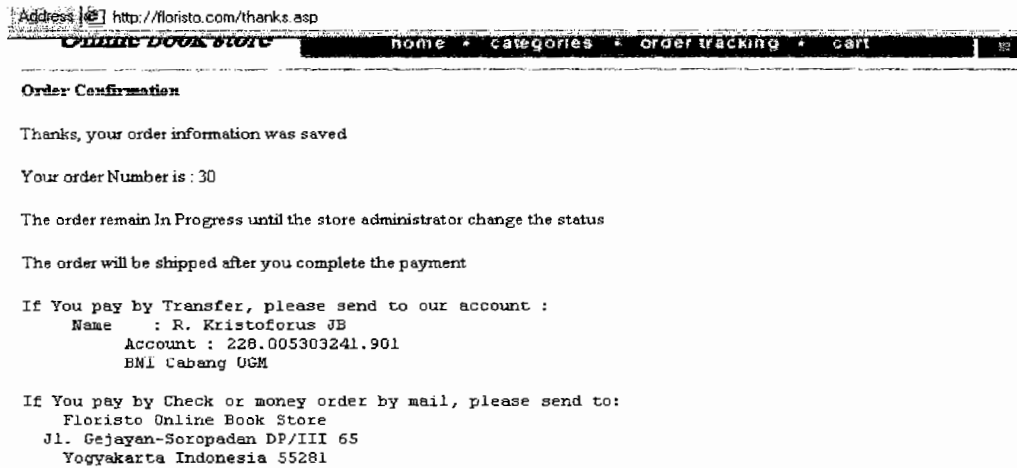 Address http://floristo.com/thanks.asp
Online Book Store home • categories • order tracking • cart
Order Confirmation
Thanks, your order information was saved
Your order Number is : 30
The order remain In Progress until the store administrator change the status
The order will be shipped after you complete the payment
If You pay by Transfer, please send to our account :
Name : R. Kristoforus JB
Account : 228.005303241.901
BNI Cabang UGM
If You pay by Check or money order by mail, please send to:
Floristo Online Book Store
Jl. Gejayan-Soropadan DP/III 65
Yogyakarta Indonesia 55281